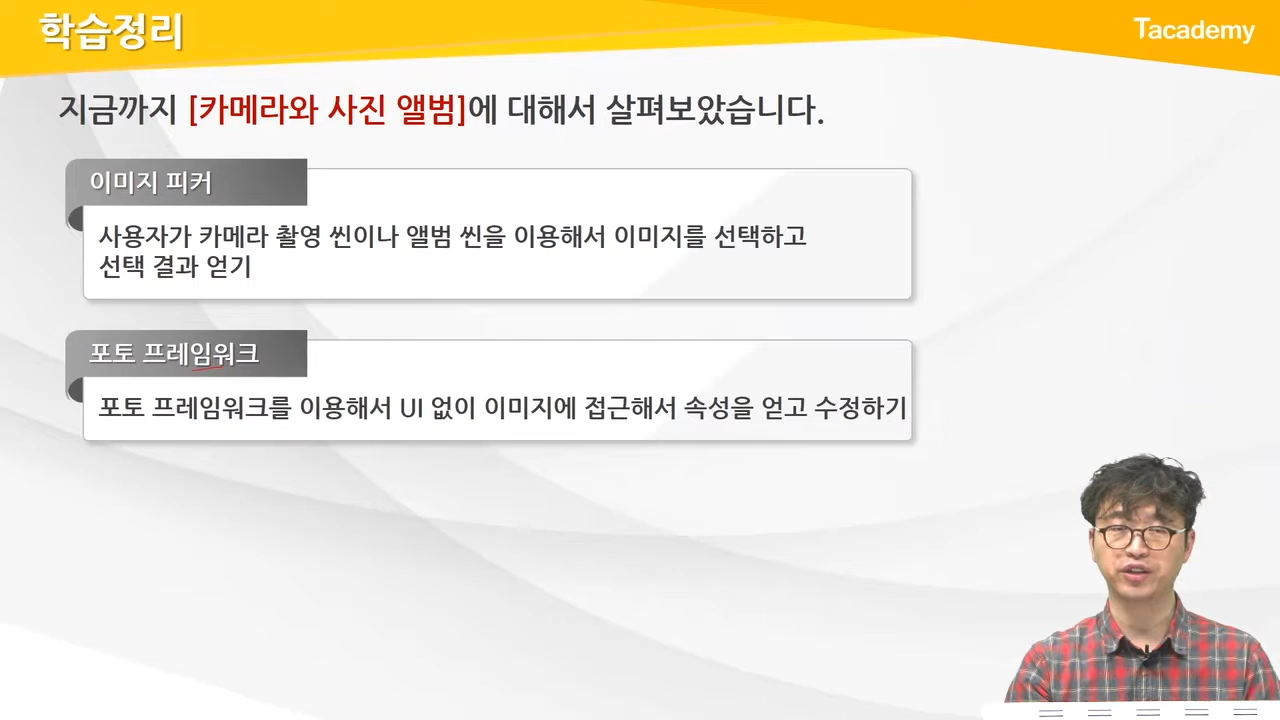 학습정리
Tacademy
지금까지 [카메라와 사진 앨범]에 대해서 살펴보았습니다.
이미지 피커
사용자가 카메라 촬영 씬이나 앨범 씬을 이용해서 이미지를 선택하고
선택 결과 얻기
포토 프레임워크
포토 프레임워크를 이용해서 UI 없이 이미지에 접근해서 속성을 얻고 수정하기